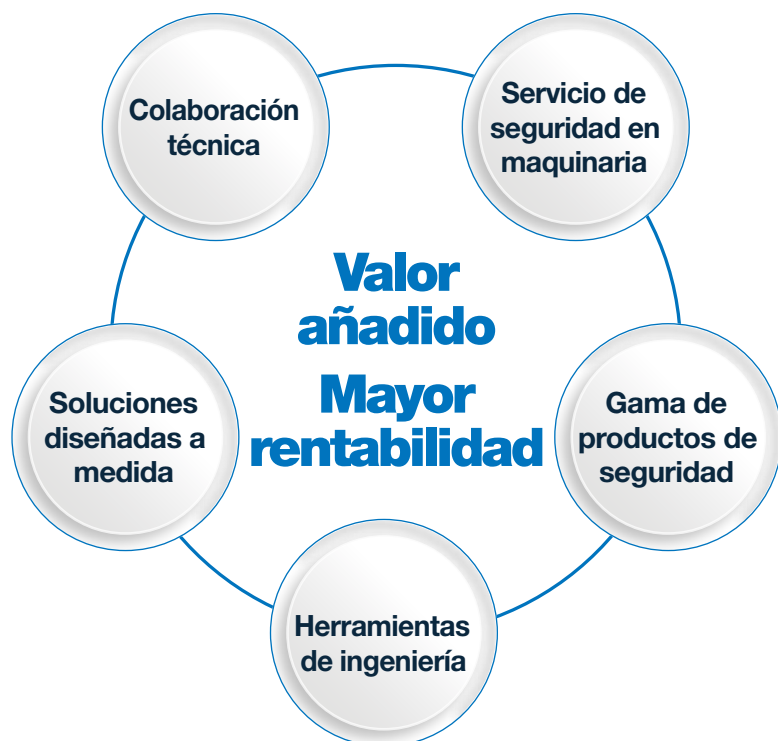 Colaboración
técnica
Servicio de
seguridad en
maquinaria
Valor
añadido
Mayor
rentabilidad
Soluciones
diseñadas a
medida
Gama de
productos de
seguridad
Herramientas
de ingeniería